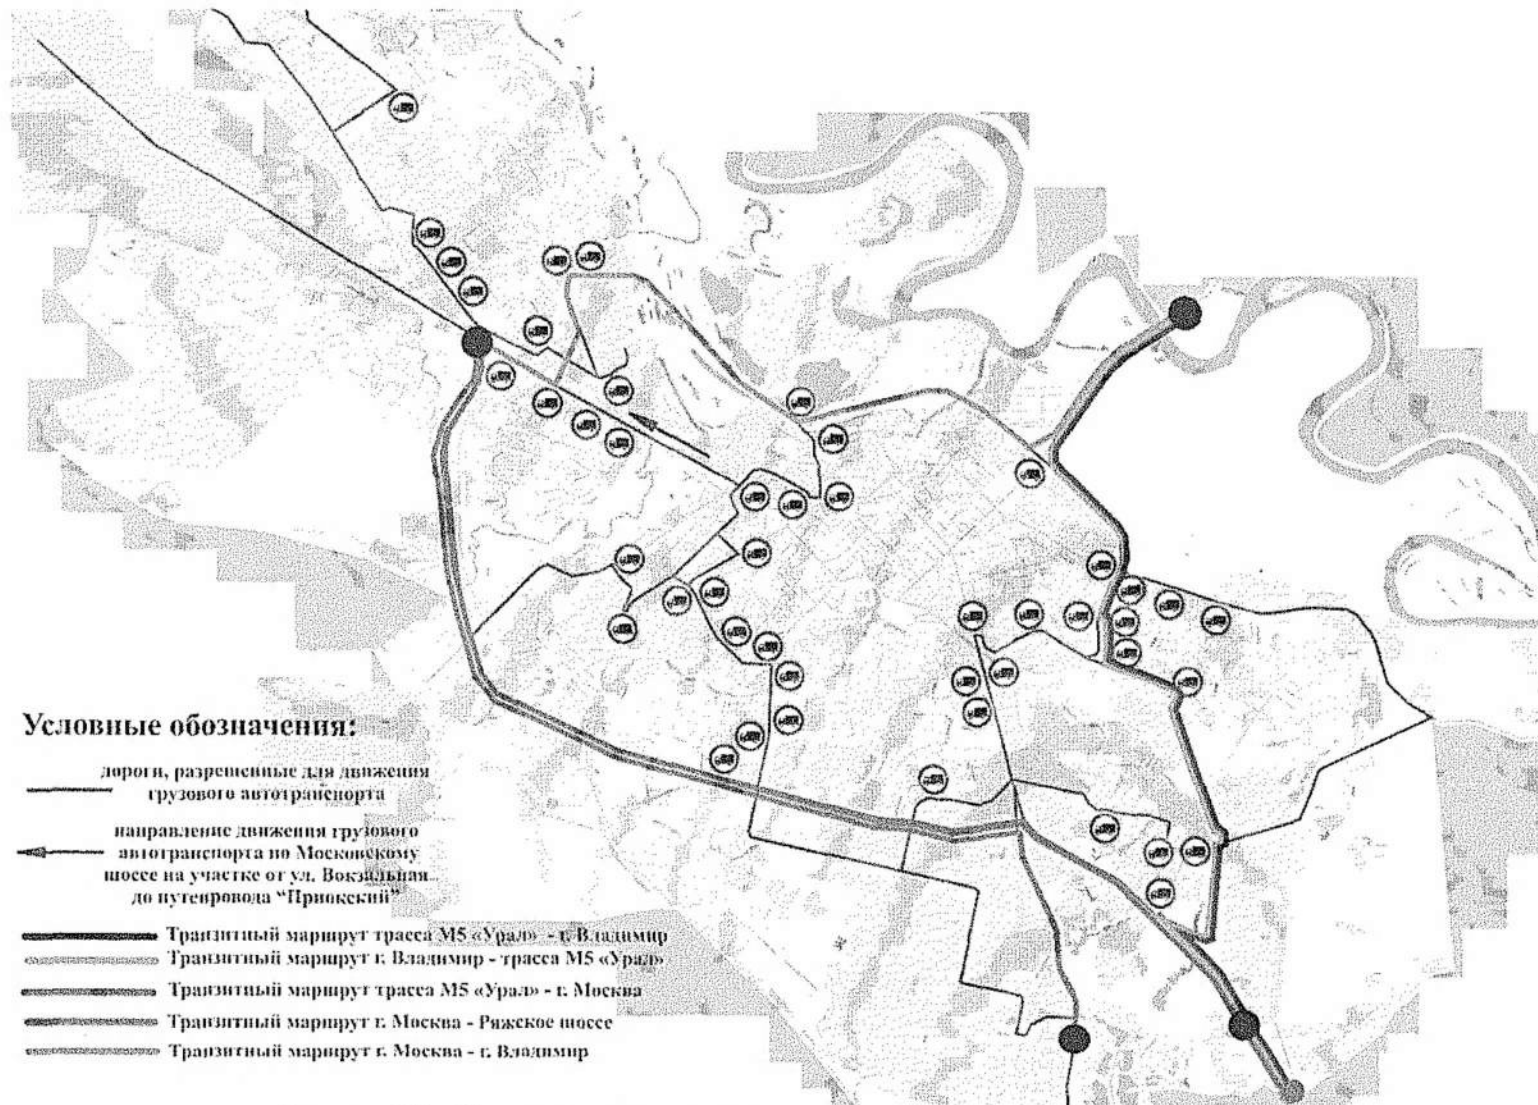 Условные обозначения:
дороги, разрешенные для движения
грузового автотранспорта
направление движения грузового
автотранспорта по Московскому
шоссе на участке от ул. Вокзальная
до путепровода “Приокский”
Транзитный маршрут трасса М5 «Урал» - г. Владимир
Транзитный маршрут г. Владимир - трасса М5 «Урал»
Транзитный маршрут трасса М5 «Урал» - г. Москва
Транзитный маршрут г. Москва - Ряжское шоссе
Транзитный маршрут г. Москва - г. Владимир